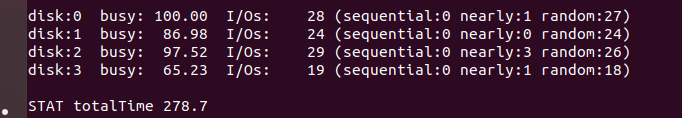 disk:0  busy: 100.00  I/Os:    28 (sequential:0 nearly:1 random:27)
disk:1  busy:  86.98  I/Os:    24 (sequential:0 nearly:0 random:24)
disk:2  busy:  97.52  I/Os:    29 (sequential:0 nearly:3 random:26)
disk:3  busy:  65.23  I/Os:    19 (sequential:0 nearly:1 random:18)
STAT totalTime 278.7